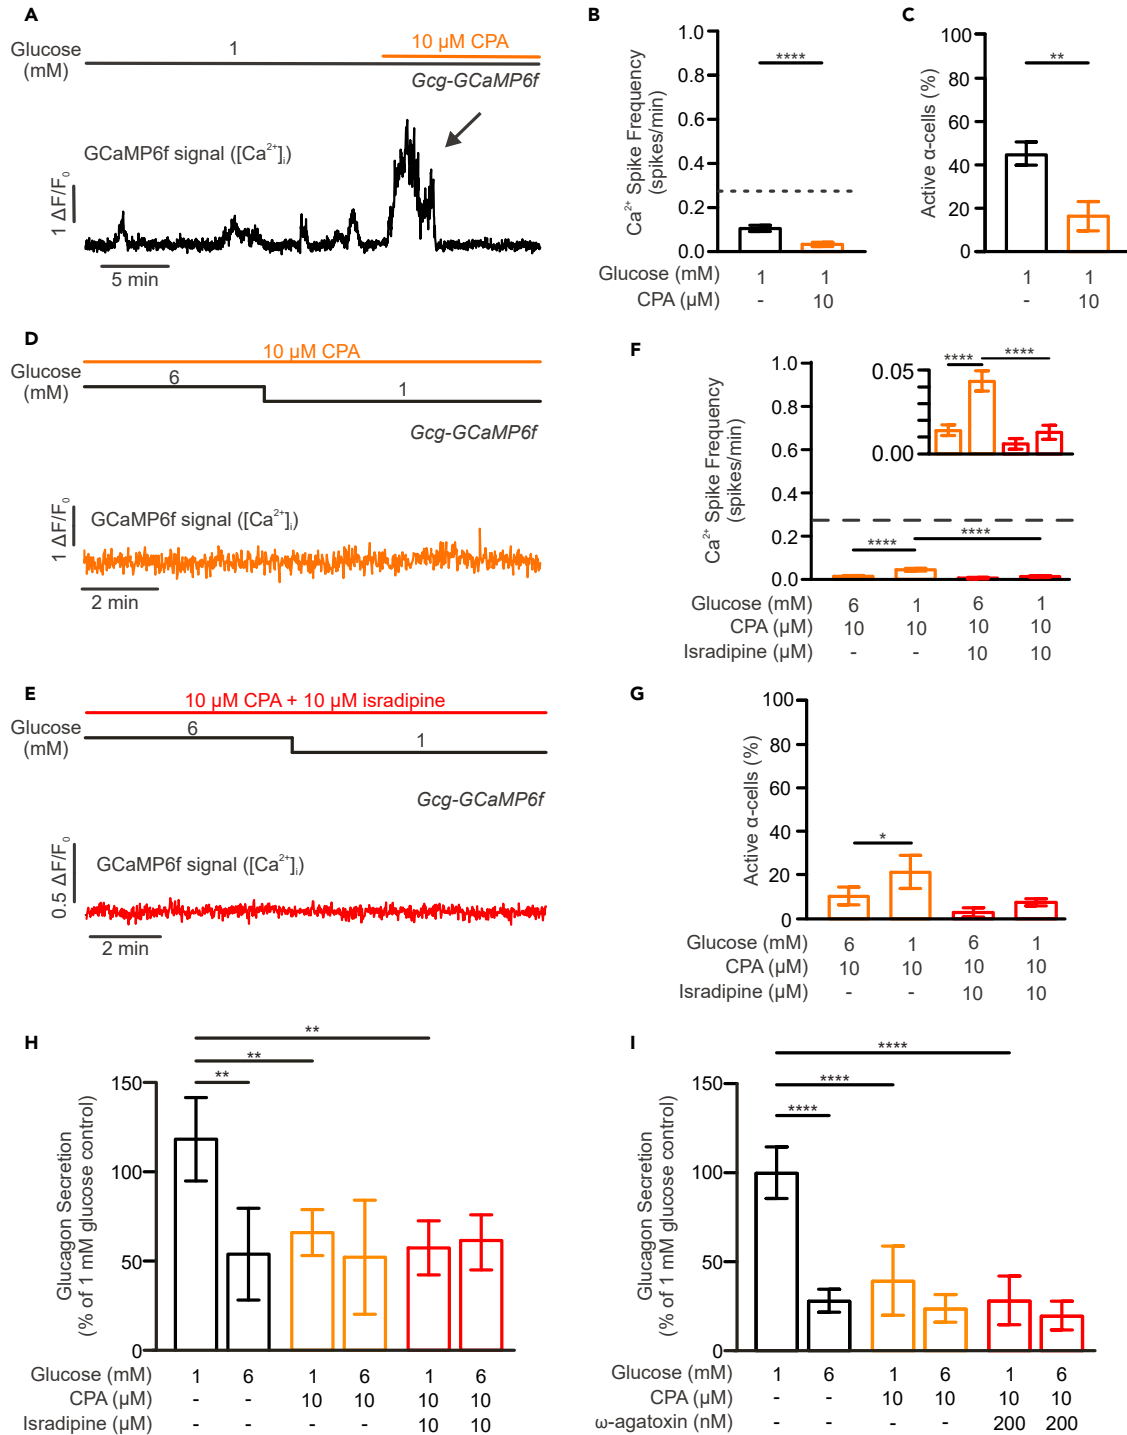 A
Glucose
(mM)
1
10 µM CPA
Gcg-GCaMP6f
GCaMP6f signal ([Ca²⁺]ᵢ)
1 ΔF/F₀
5 min
B
Ca²⁺ Spike Frequency
(spikes/min)
1.0
0.8
0.6
0.4
0.2
0.0
****
Glucose (mM) 1 1
CPA (µM) - 10
C
Active α-cells (%)
100
80
60
40
20
0
**
1 1
- 10
D
10 µM CPA
Glucose
(mM)
6
1
Gcg-GCaMP6f
GCaMP6f signal ([Ca²⁺]ᵢ)
1 ΔF/F₀
2 min
F
Ca²⁺ Spike Frequency
(spikes/min)
1.0
0.8
0.6
0.4
0.2
0.0
**** ****
0.05
0.00
**** ****
Glucose (mM) 6 1 6 1
CPA (µM) 10 10 10 10
Isradipine (µM) - - 10 10
E
10 µM CPA + 10 µM isradipine
Glucose
(mM)
6
1
Gcg-GCaMP6f
GCaMP6f signal ([Ca²⁺]ᵢ)
0.5 ΔF/F₀
2 min
G
Active α-cells (%)
100
80
60
40
20
0
*
Glucose (mM) 6 1 6 1
CPA (µM) 10 10 10 10
Isradipine (µM) - - 10 10
H
Glucagon Secretion
(% of 1 mM glucose control)
150
100
50
0
**
**
**
Glucose (mM) 1 6 1 6 1 6
CPA (µM) - - 10 10 10 10
Isradipine (µM) - - - - 10 10
I
Glucagon Secretion
(% of 1 mM glucose control)
150
100
50
0
****
****
****
Glucose (mM) 1 6 1 6 1 6
CPA (µM) - - 10 10 10 10
ω-agatoxin (nM) - - - - 200 200